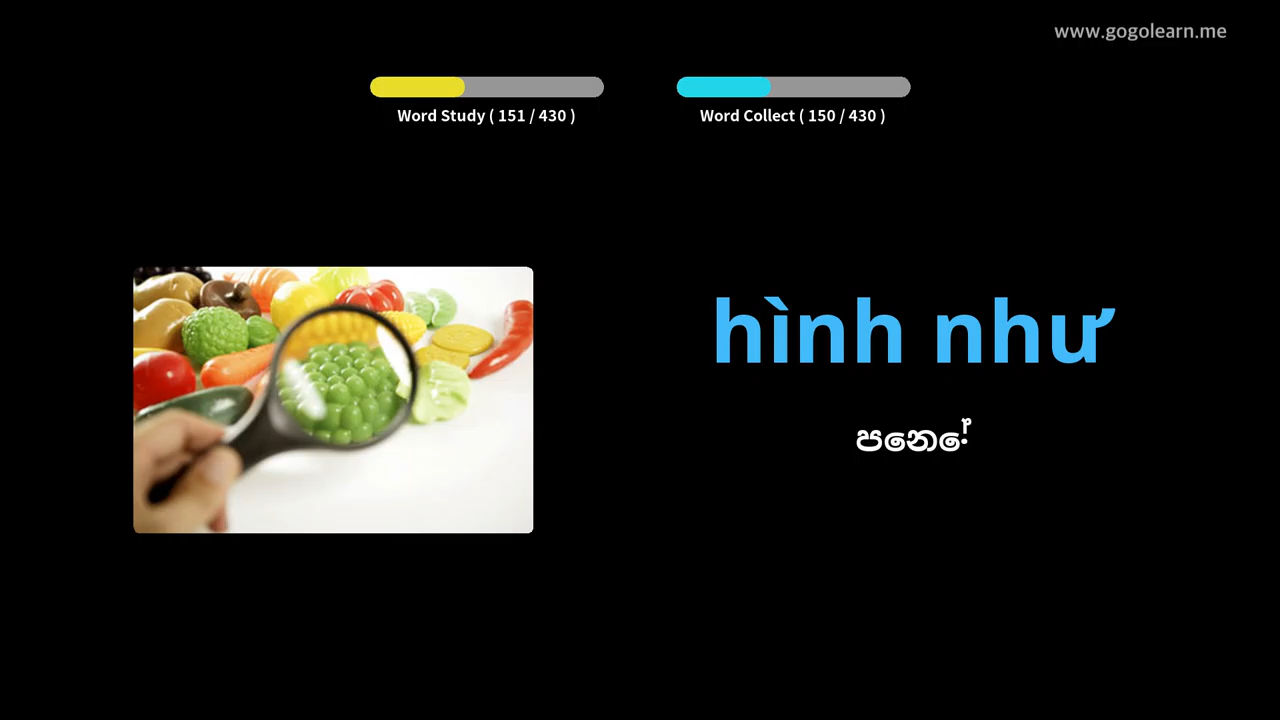 www.gogolearn.me
Word Study ( 151 / 430 )
Word Collect ( 150 / 430 )
hình như
පනෙේ!